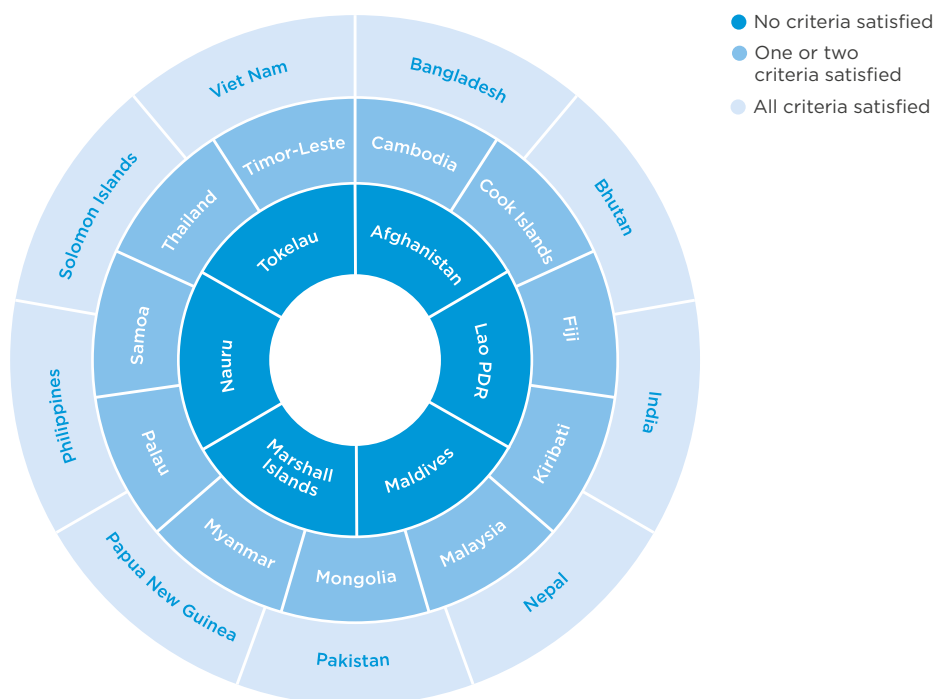 No criteria satisfied
One or two
criteria satisfied
All criteria satisfied
Bangladesh
Bhutan
India
Nepal
Pakistan
Papua New Guinea
Philippines
Solomon Islands
Viet Nam
Cambodia
Cook Islands
Fiji
Kiribati
Malaysia
Mongolia
Myanmar
Palau
Samoa
Thailand
Timor-Leste
Afghanistan
Lao PDR
Maldives
Marshall
Islands
Nauru
Tokelau